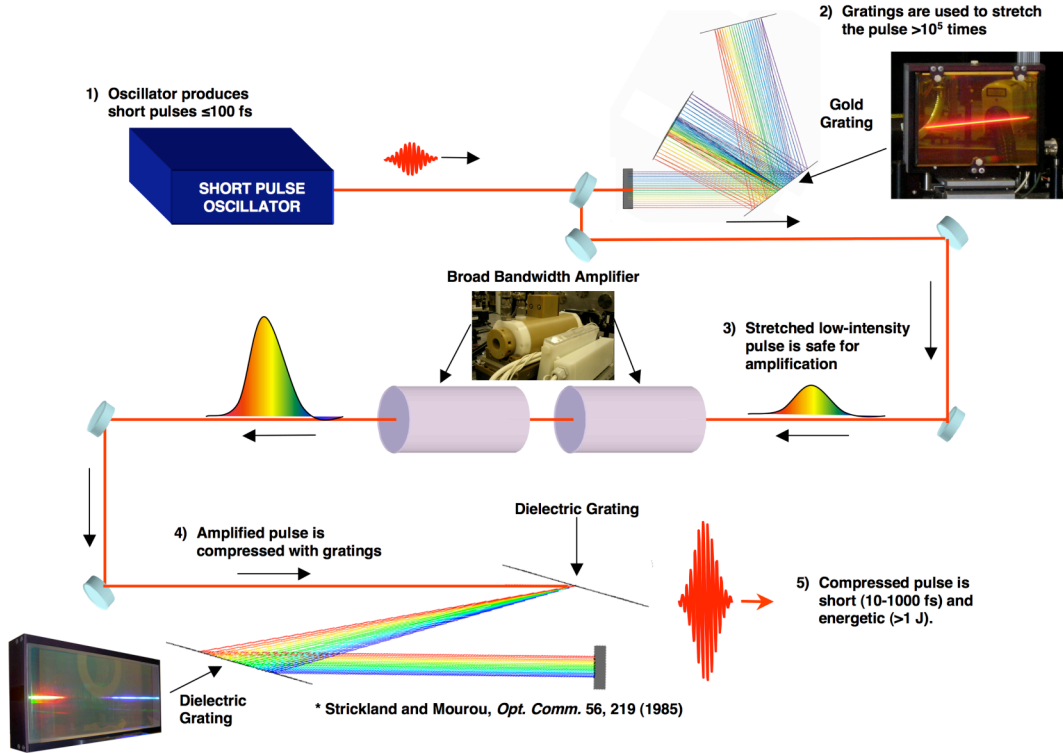 1) Oscillator produces
short pulses ≤100 fs
SHORT PULSE
OSCILLATOR
2) Gratings are used to stretch
the pulse >10⁵ times
Gold
Grating
Broad Bandwidth Amplifier
3) Stretched low-intensity
pulse is safe for
amplification
4) Amplified pulse is
compressed with gratings
Dielectric Grating
5) Compressed pulse is
short (10-1000 fs) and
energetic (>1 J).
Dielectric
Grating
* Strickland and Mourou, Opt. Comm. 56, 219 (1985)